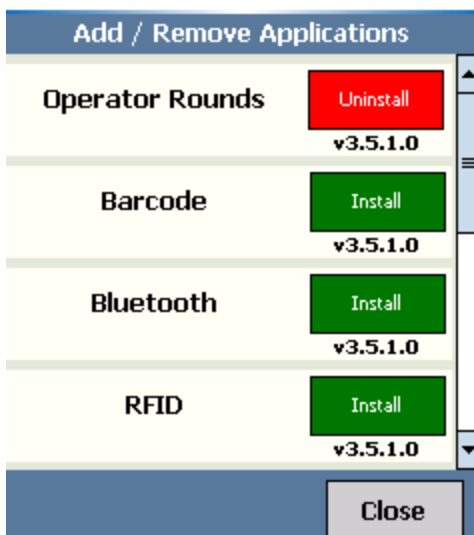 Add / Remove Applications
Operator Rounds Uninstall
v3.5.1.0
Barcode Install
v3.5.1.0
Bluetooth Install
v3.5.1.0
RFID Install
v3.5.1.0
Close